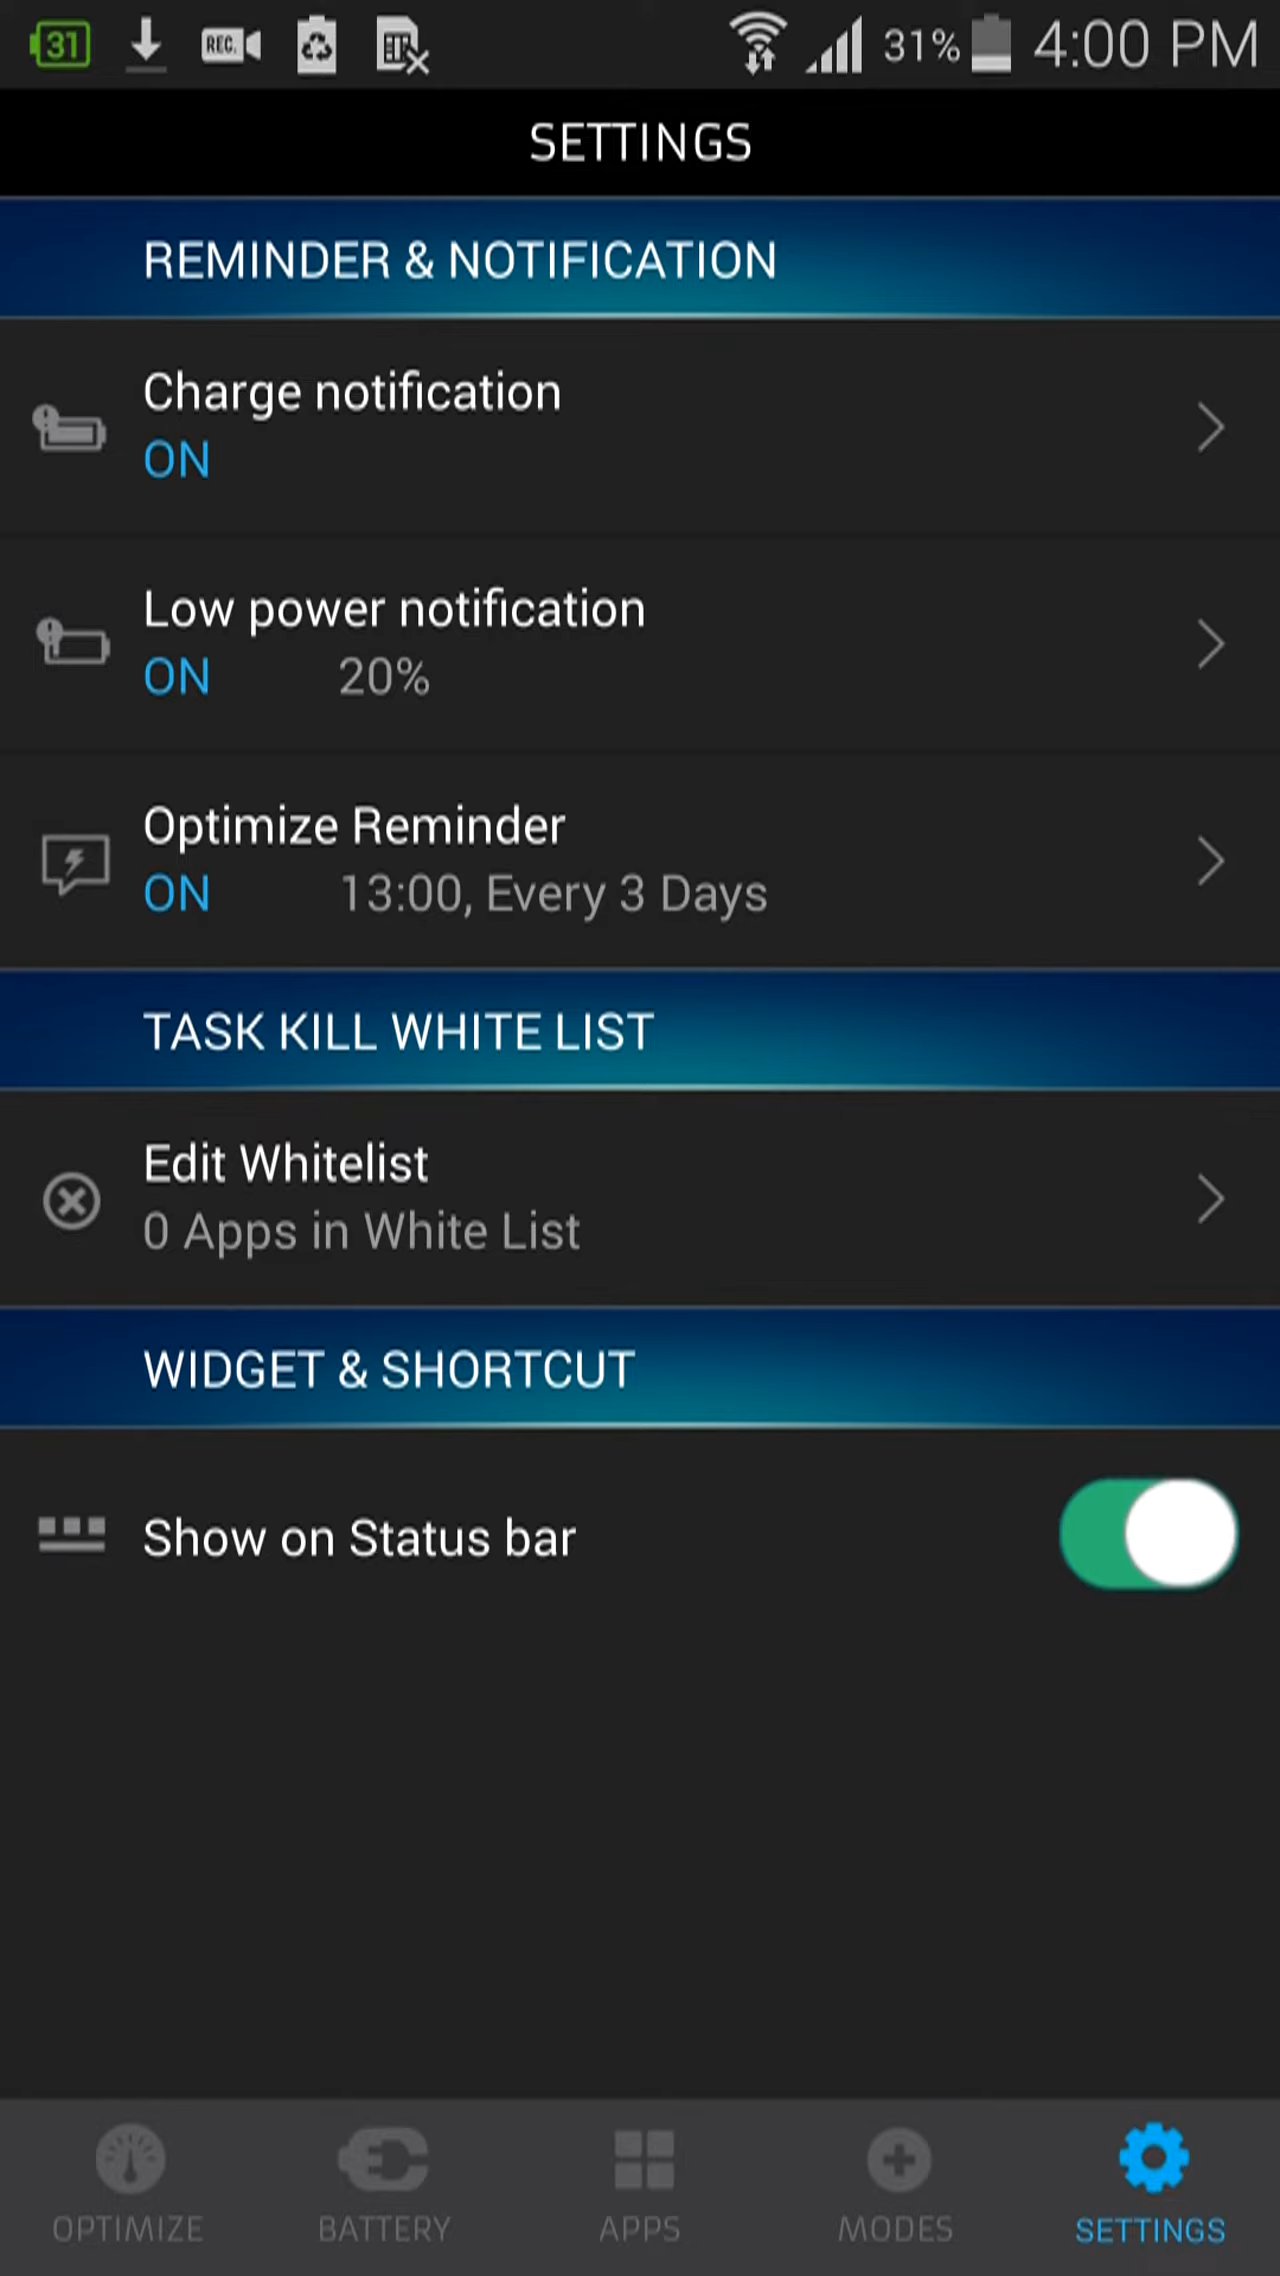 31 REC. 31% 4:00 PM
SETTINGS
REMINDER & NOTIFICATION
Charge notification
ON
Low power notification
ON 20%
Optimize Reminder
ON 13:00, Every 3 Days
TASK KILL WHITE LIST
Edit Whitelist
0 Apps in White List
WIDGET & SHORTCUT
Show on Status bar
OPTIMIZE BATTERY APPS MODES SETTINGS